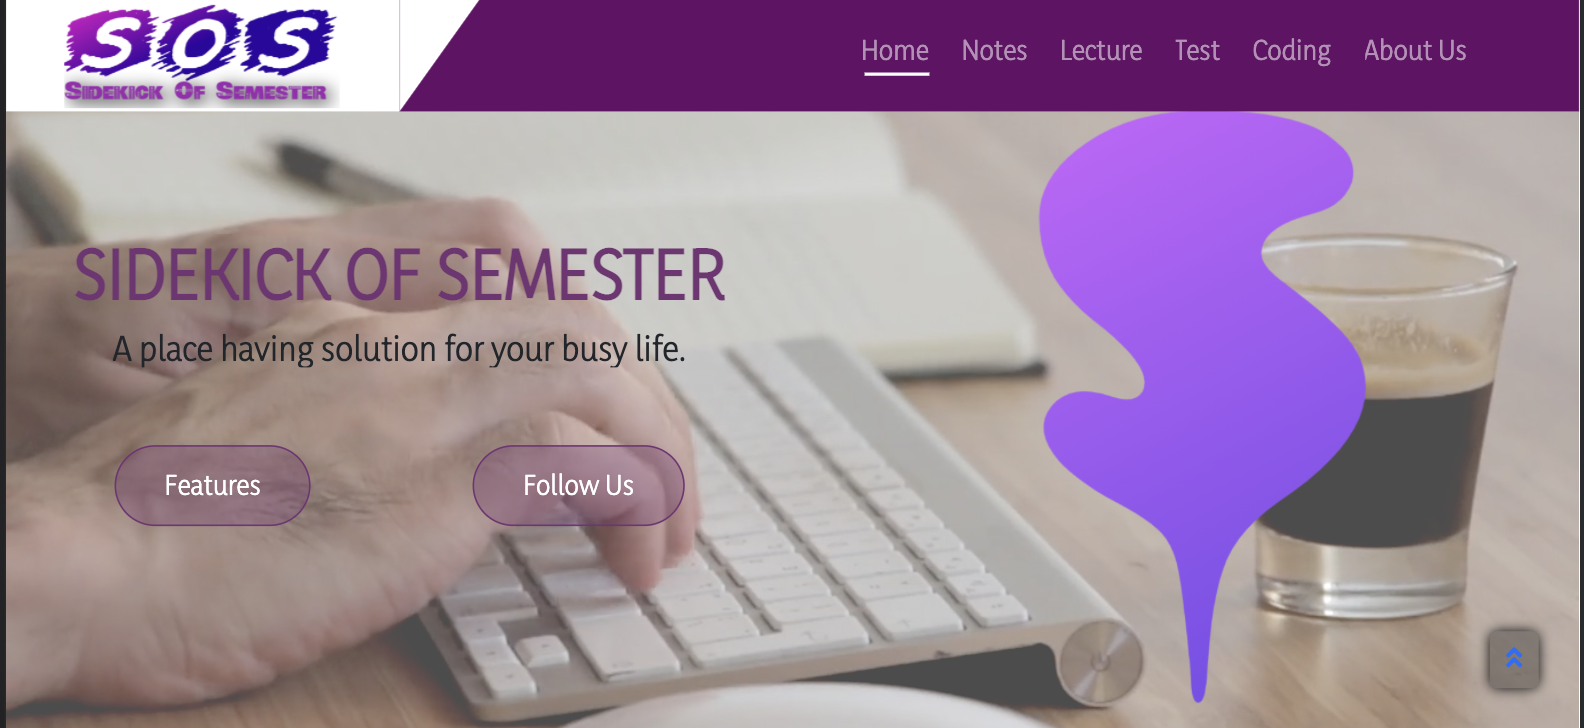 SOS
SIDEKICK OF SEMESTER
Home Notes Lecture Test Coding About Us
SIDEKICK OF SEMESTER
A place having solution for your busy life.
Features Follow Us